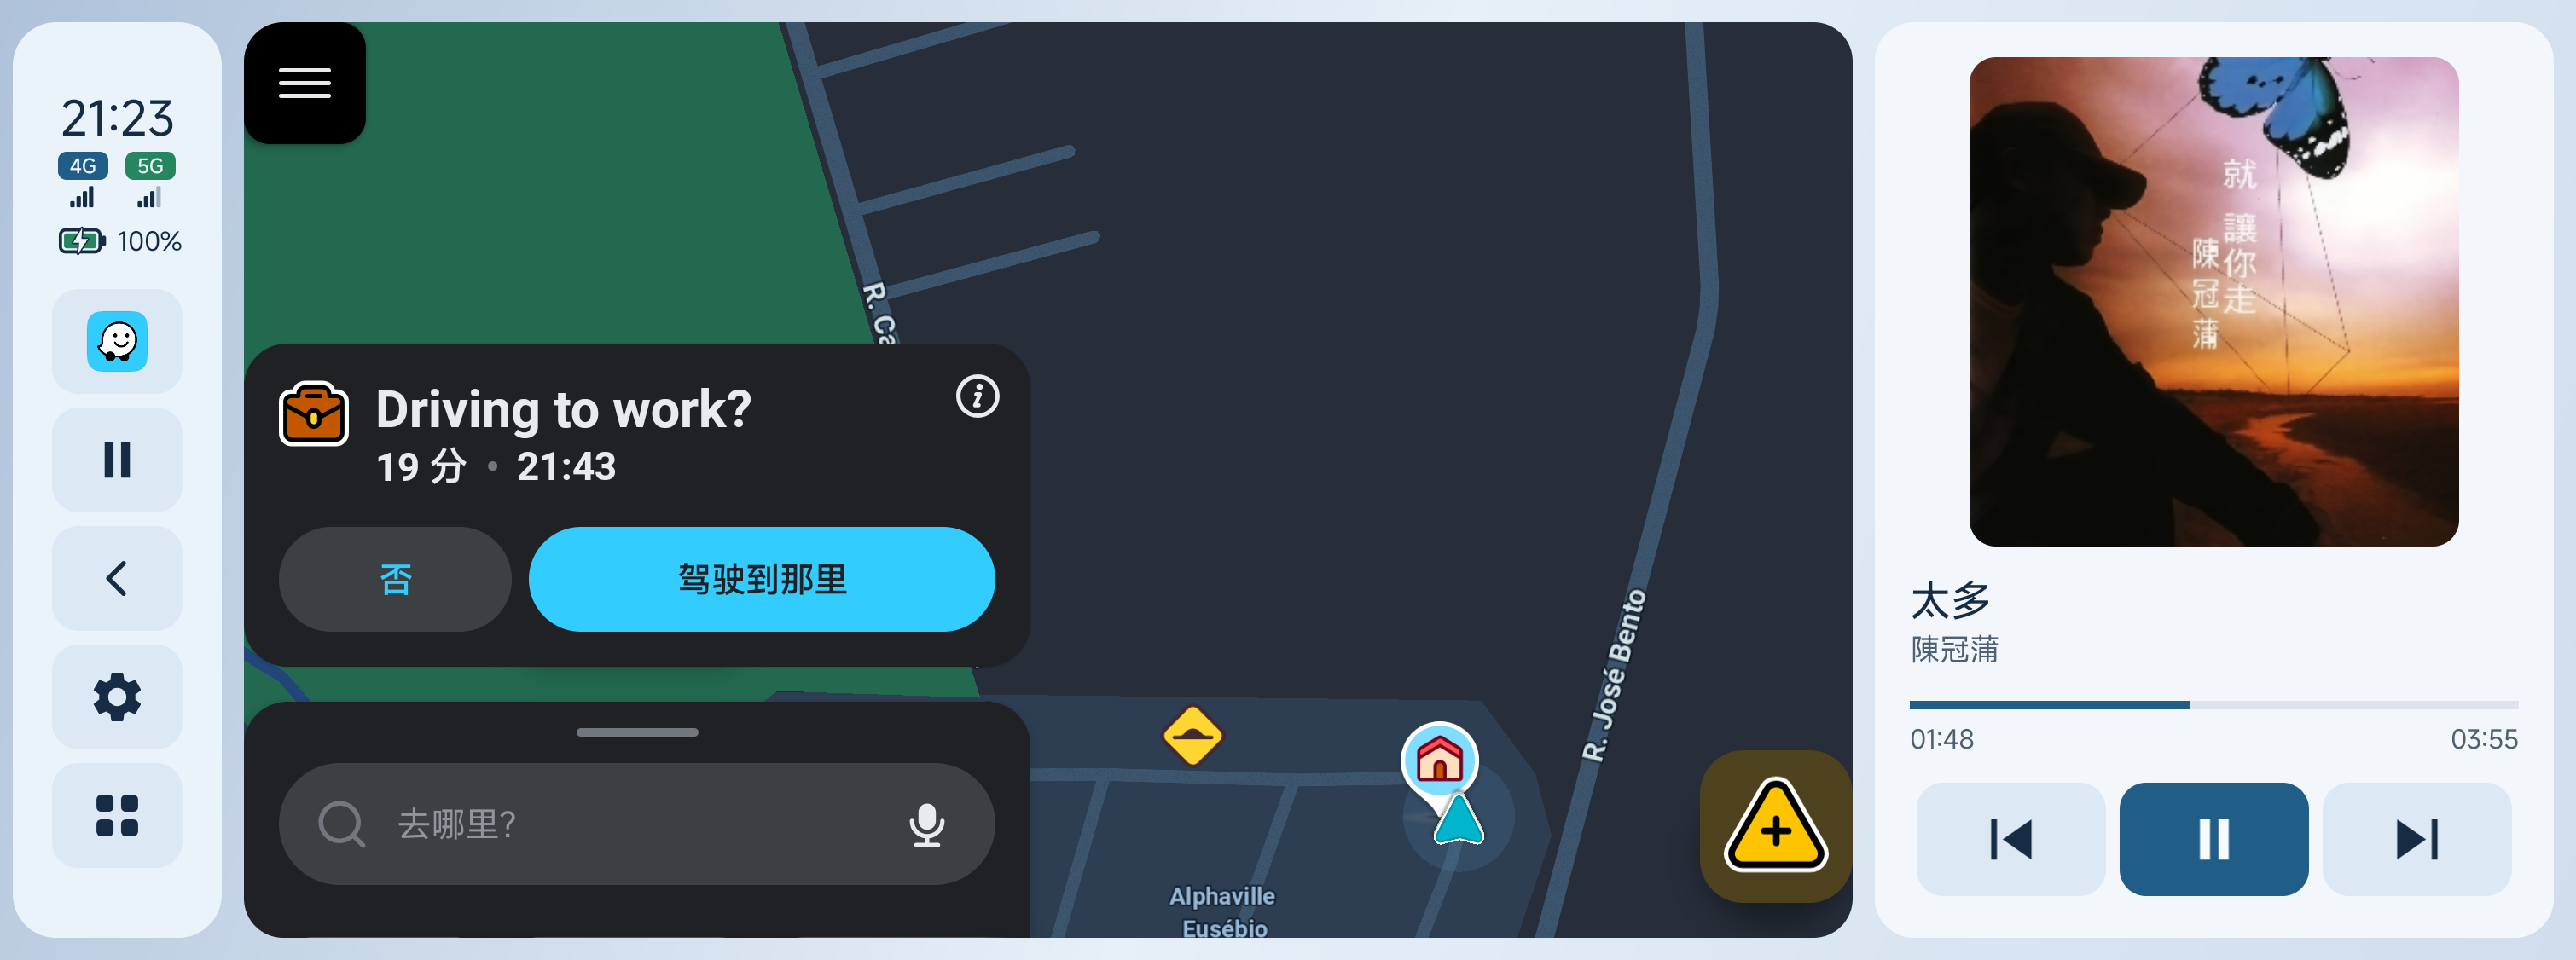 21:23
4G 5G
100%
R. Ca
Driving to work?
19 分 • 21:43
否
驾驶到那里
去哪里?
R. José Bento
Alphaville
Eusébio
就讓你走
陳冠蒲
太多
陳冠蒲
01:48
03:55